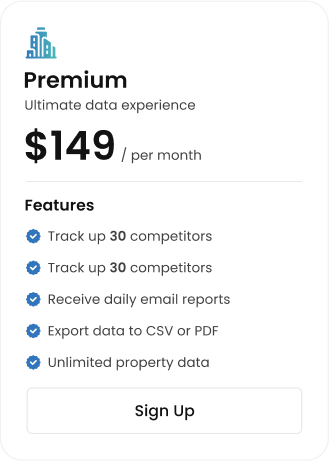 Premium
Ultimate data experience
$149 / per month
Features
Track up 30 competitors
Track up 30 competitors
Receive daily email reports
Export data to CSV or PDF
Unlimited property data
Sign Up